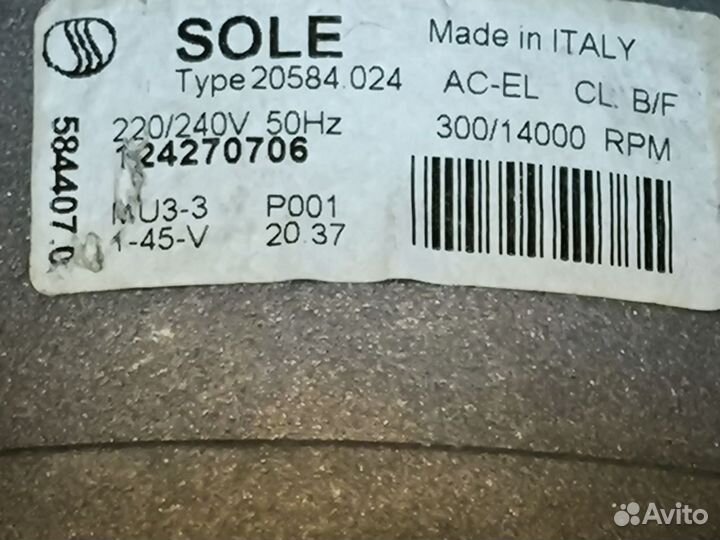 SOLE Made in ITALY
Type 20584.024 AC-EL CL. B/F
220/240V 50Hz 300/14000 RPM
124270706
MU3-3 P001
1-45-V 20.37
584407.0
Avito